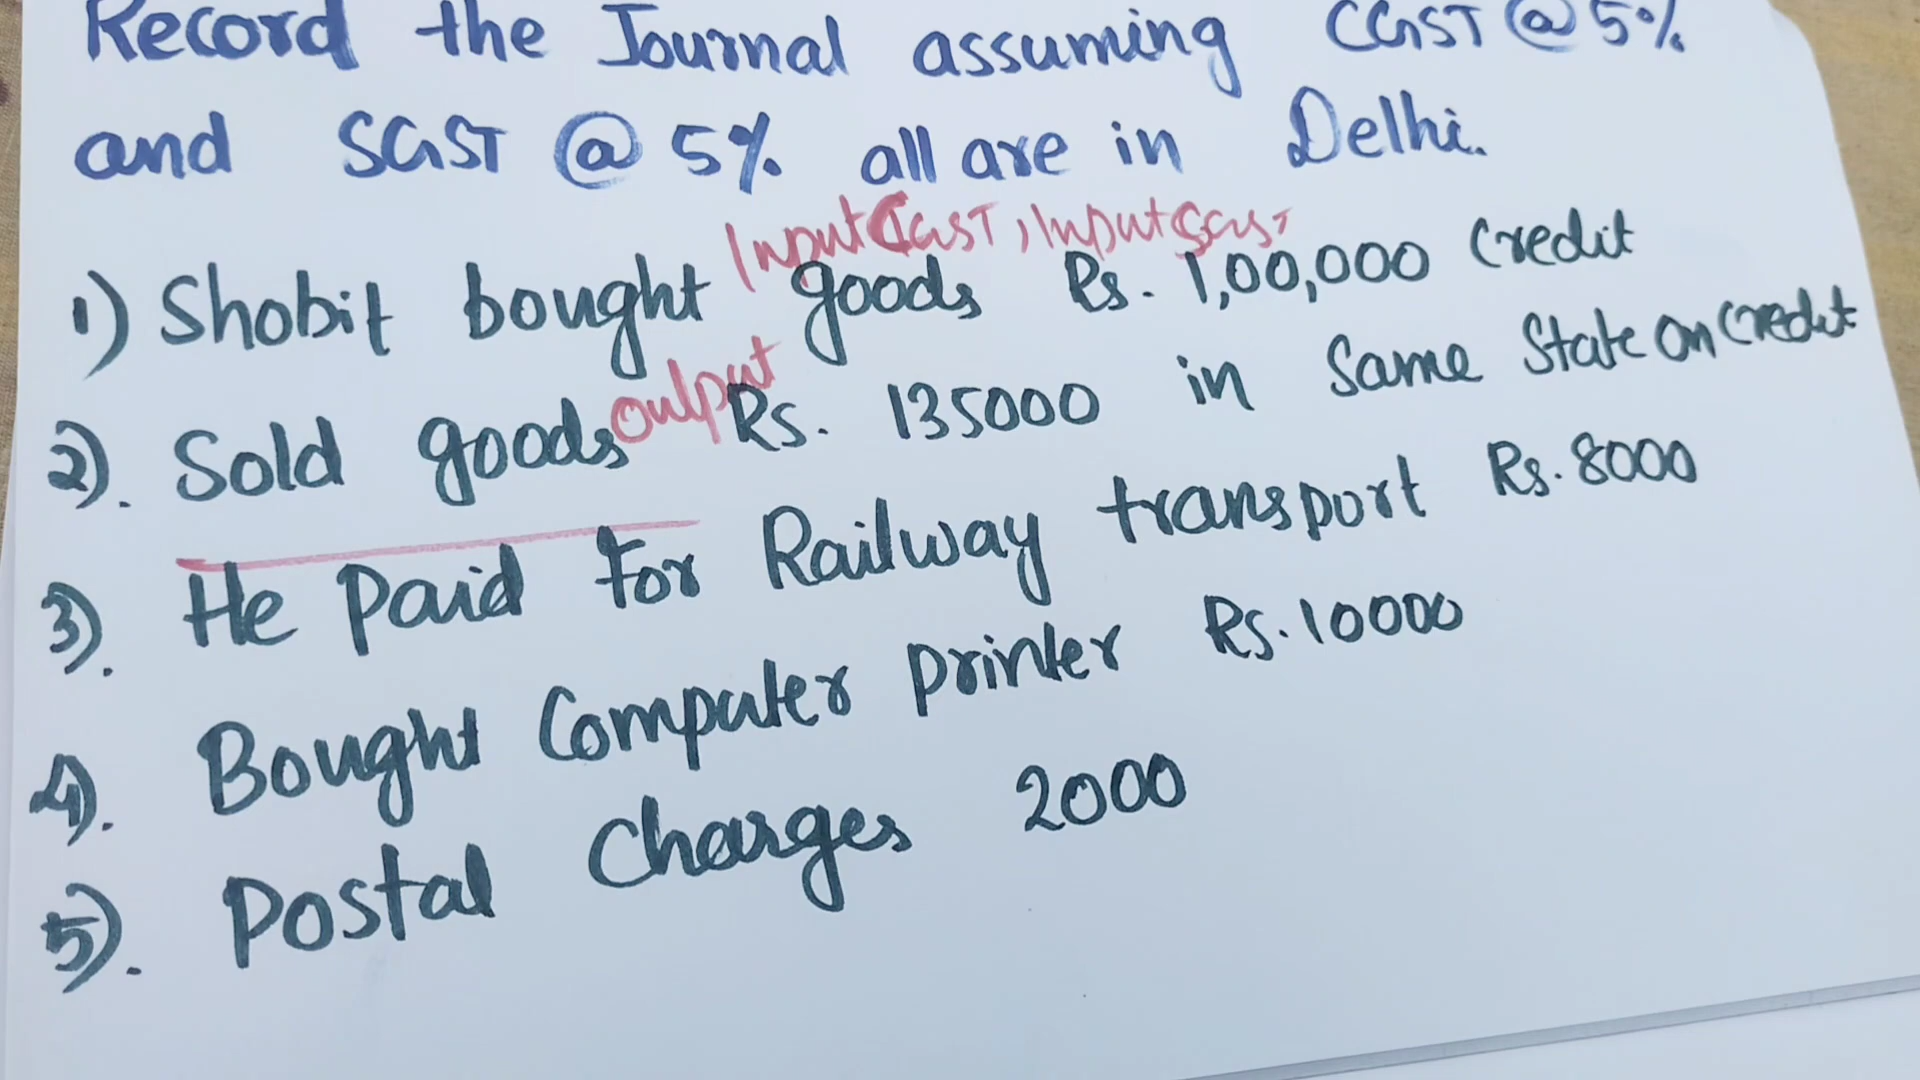 Record the Journal assuming CGST @ 5%
and SGST @ 5% all are in Delhi.
Input CGST, Input SGST
1) Shobit bought goods Rs. 1,00,000 Credit
output
2). Sold goods Rs. 135000 in Same State on Credit
3). He Paid for Railway transport Rs. 8000
4). Bought Computer printer Rs. 10000
5). Postal Charges 2000